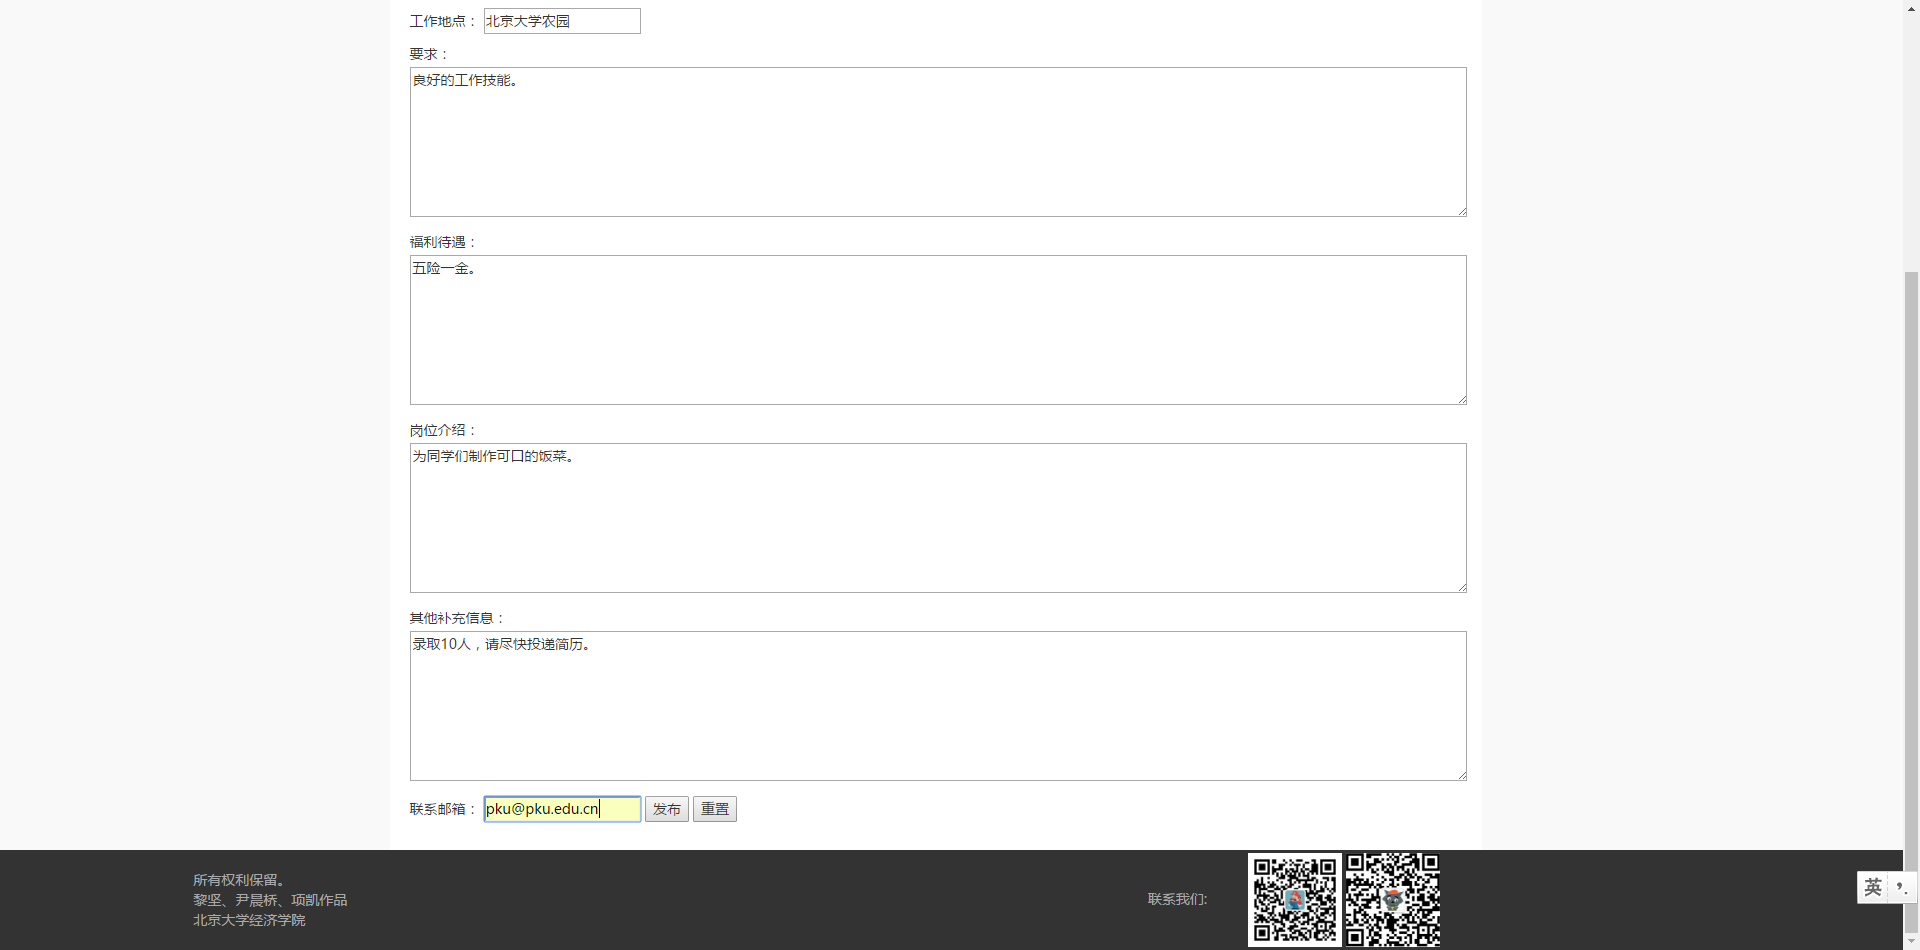 工作地点： 北京大学农园
要求：
良好的工作技能。
福利待遇：
五险一金。
岗位介绍：
为同学们制作可口的饭菜。
其他补充信息：
录取10人，请尽快投递简历。
联系邮箱： pku@pku.edu.cn 发布 重置
所有权利保留。
黎坚、尹晨桥、项凯作品
北京大学经济学院
联系我们:
英 ’.